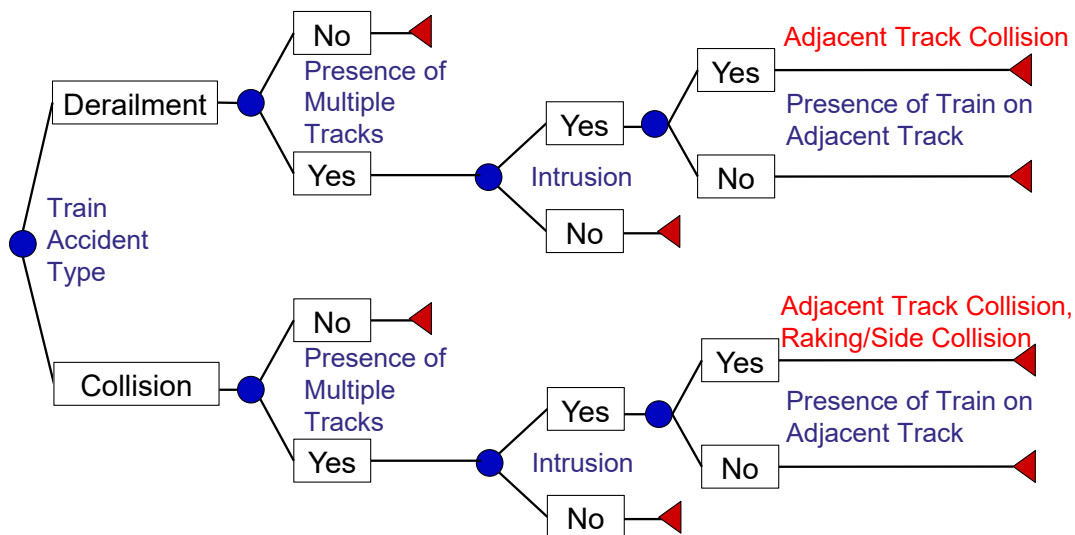 No
Adjacent Track Collision
Presence of
Multiple
Tracks
Yes
Derailment
Yes
Presence of Train on
Adjacent Track
Yes
Intrusion
No
No
Train
Accident
Type
No
Adjacent Track Collision,
Raking/Side Collision
Presence of
Multiple
Tracks
Yes
Collision
Yes
Presence of Train on
Adjacent Track
Yes
Intrusion
No
No